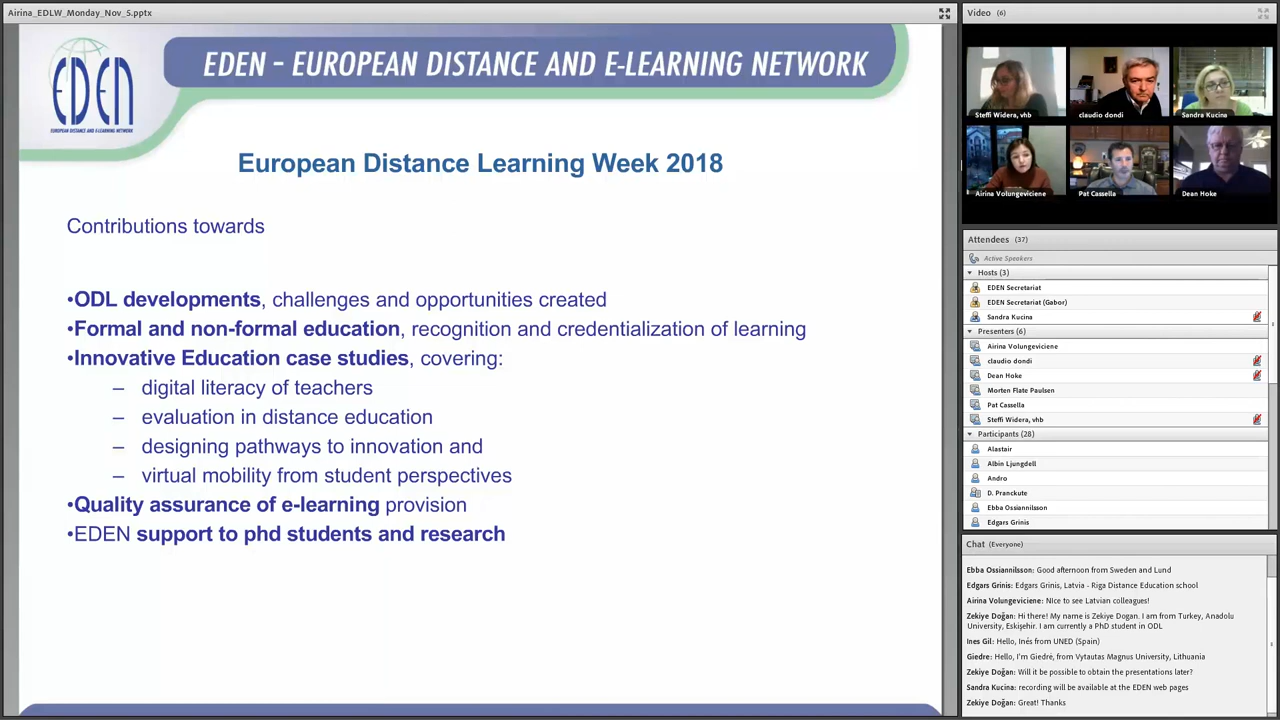 Airina_EDLW_Monday_Nov_5.pptx
EDEN
EUROPEAN DISTANCE AND E-LEARNING NETWORK
EDEN – EUROPEAN DISTANCE AND E-LEARNING NETWORK
European Distance Learning Week 2018
Contributions towards
•ODL developments, challenges and opportunities created
•Formal and non-formal education, recognition and credentialization of learning
•Innovative Education case studies, covering:
– digital literacy of teachers
– evaluation in distance education
– designing pathways to innovation and
– virtual mobility from student perspectives
•Quality assurance of e-learning provision
•EDEN support to phd students and research
Video (6)
Steffi Widera, vhb
claudio dondi
Sandra Kucina
Airina Volungeviciene
Pat Cassella
Dean Hoke
Attendees (37)
Active Speakers
Hosts (3)
EDEN Secretariat
EDEN Secretariat (Gabor)
Sandra Kucina
Presenters (6)
Airina Volungeviciene
claudio dondi
Dean Hoke
Morten Flate Paulsen
Pat Cassella
Steffi Widera, vhb
Participants (28)
Alastair
Albin Ljungdell
Andro
D. Pranckute
Ebba Ossiannilsson
Edgars Grinis
Chat (Everyone)
Ebba Ossiannilsson: Good afternoon from Sweden and Lund
Edgars Grinis: Edgars Grinis, Latvia - Riga Distance Education school
Airina Volungeviciene: NIce to see Latvian colleagues!
Zekiye Doğan: Hi there! My name is Zekiye Dogan. I am from Turkey, Anadolu
University, Eskişehir. I am currently a PhD student in ODL
Ines Gil: Hello, Inés from UNED (Spain)
Giedre: Hello, I'm Giedrė, from Vytautas Magnus University, Lithuania
Zekiye Doğan: Will it be possible to obtain the presentations later?
Sandra Kucina: recording will be available at the EDEN web pages
Zekiye Doğan: Great! Thanks